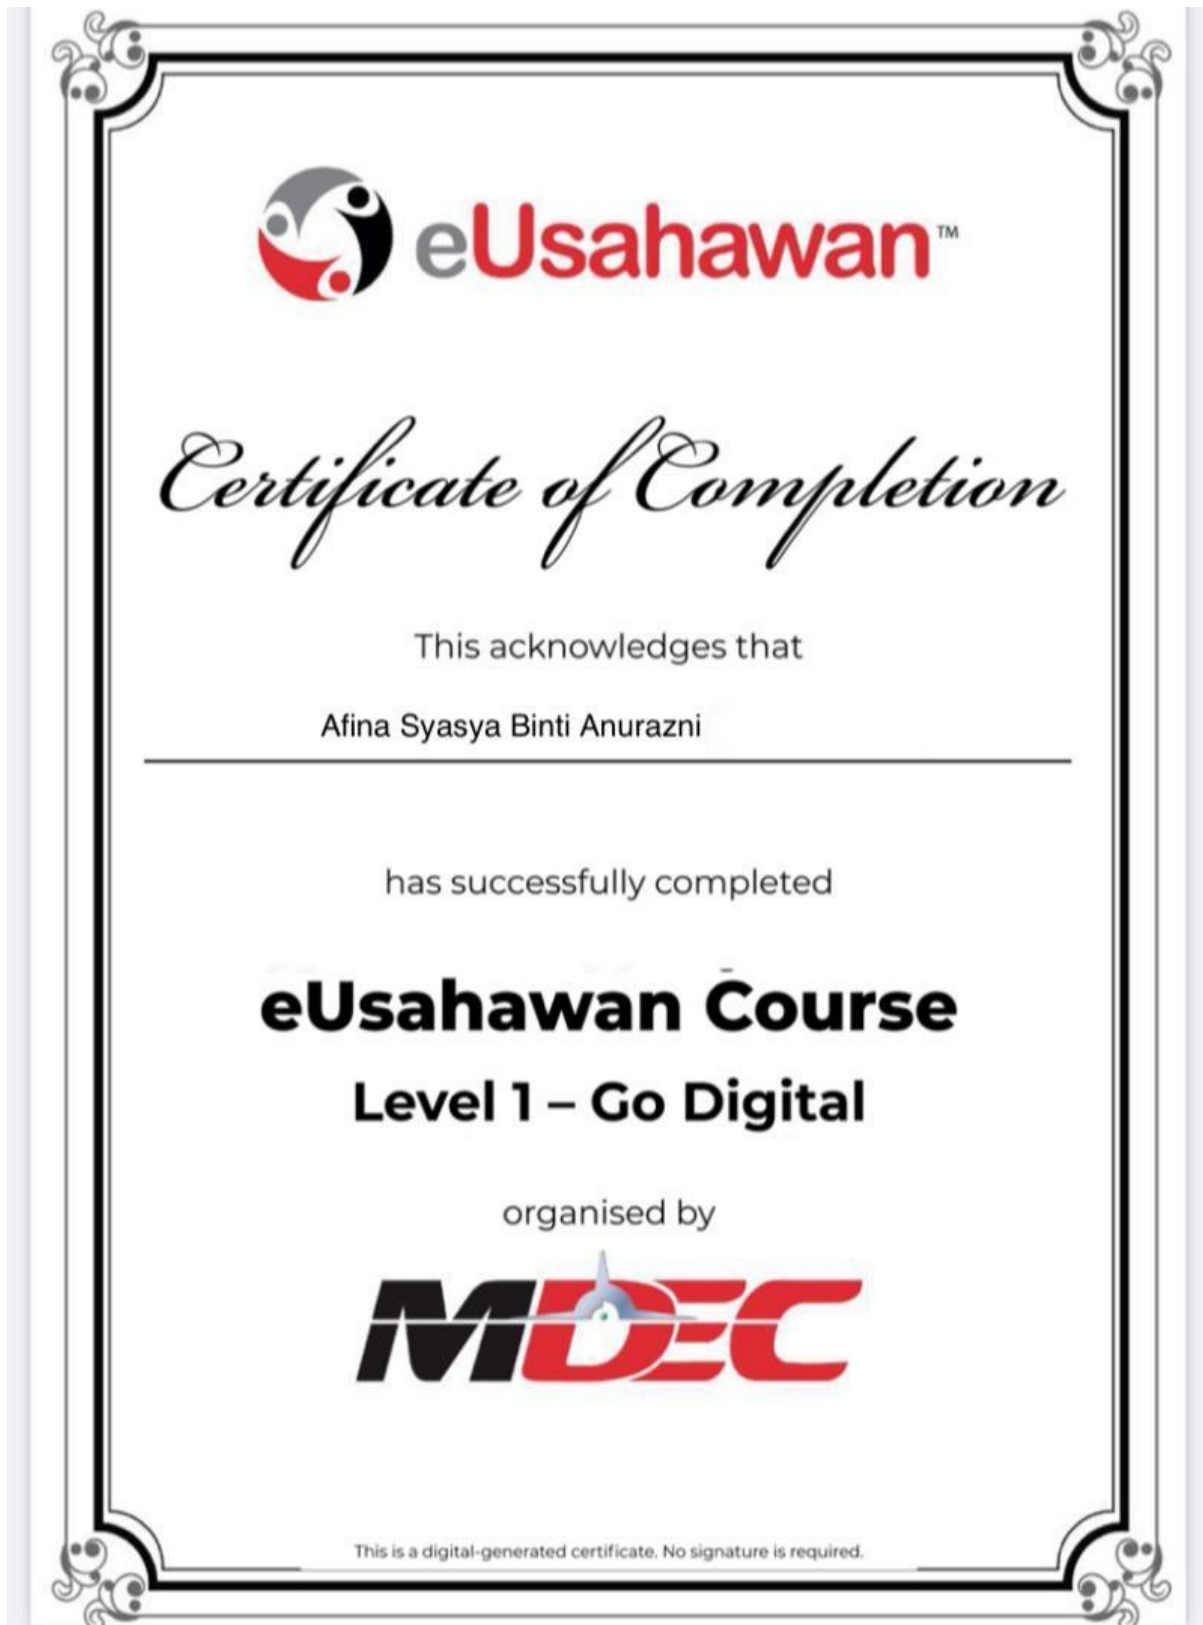 eUsahawan™
Certificate of Completion
This acknowledges that
Afina Syasya Binti Anurazni
has successfully completed
eUsahawan Course
Level 1 – Go Digital
organised by
MDEC
This is a digital-generated certificate. No signature is required.